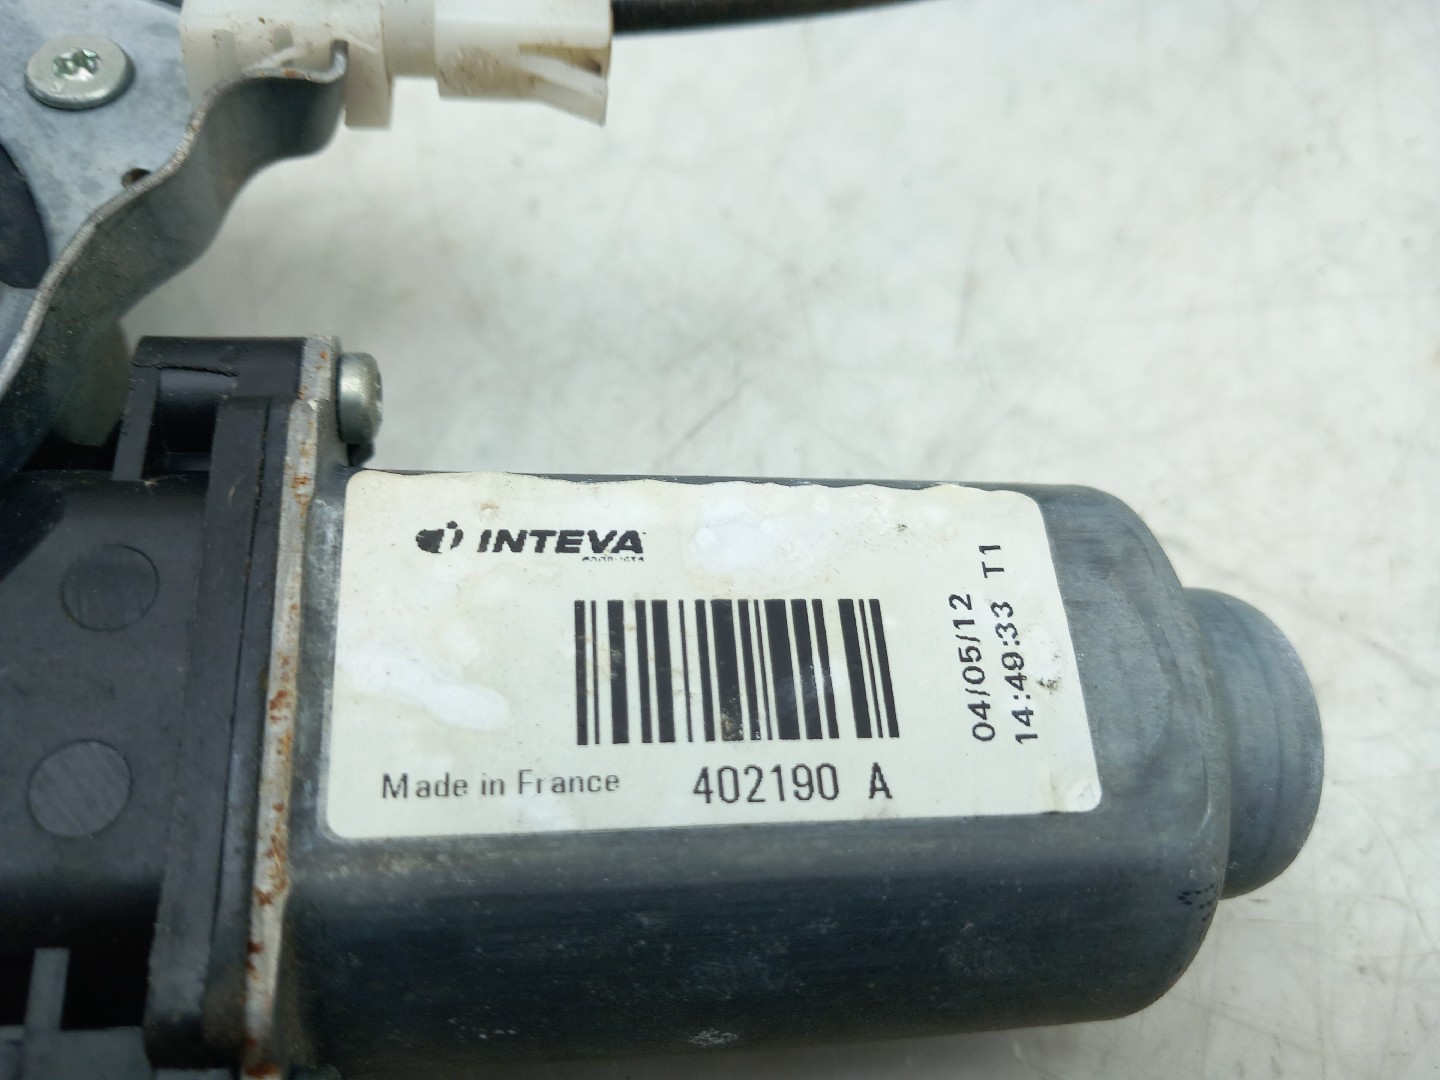 INTEVA
Made in France
402190 A
04/05/12
14:49:33 T1